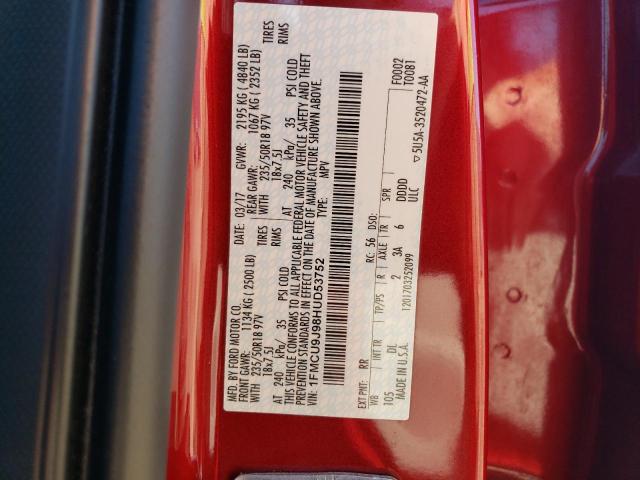 MFD. BY FORD MOTOR CO.
DATE: 03/17 GVWR: 2195 KG ( 4840 LB)
FRONT GAWR: 1134 KG ( 2500 LB) REAR GAWR: 1067 KG ( 2352 LB)
WITH 235/50R18 97V TIRES WITH 235/50R18 97V TIRES
18x7.5J RIMS 18x7.5J RIMS
AT 240 kPa/ 35 PSI COLD AT 240 kPa/ 35 PSI COLD
THIS VEHICLE CONFORMS TO ALL APPLICABLE FEDERAL MOTOR VEHICLE SAFETY AND THEFT
PREVENTION STANDARDS IN EFFECT ON THE DATE OF MANUFACTURE SHOWN ABOVE.
VIN: 1FMCU9J98HUD53752 TYPE: MPV
F0002
EXT PNT: RR RC: 56 DSO: T0081
WB INT TR TP/PS R AXLE TR SPR
105 DL 2 3A 6 DDDD
MADE IN U.S.A. ULC
1201703252099 ▽5U5A-3520472-AA